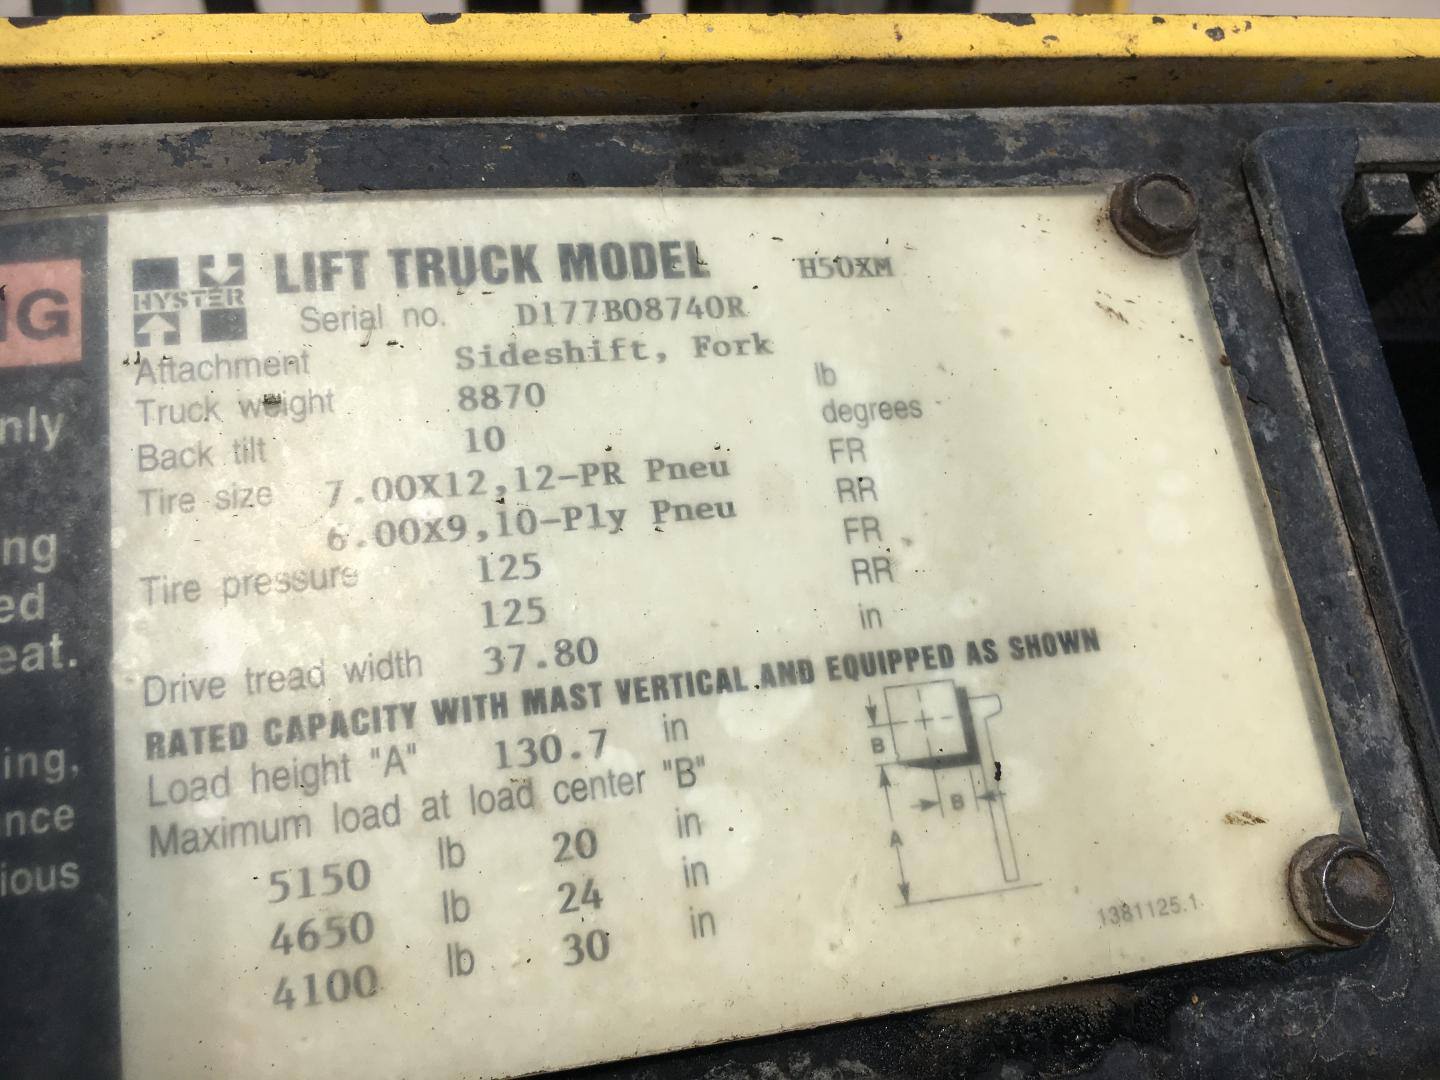 HYSTER
LIFT TRUCK MODEL H50XM
Serial no. D177B08740R
Attachment Sideshift, Fork
Truck weight 8870 lb
Back tilt 10 degrees
Tire size 7.00X12,12-PR Pneu FR
6.00X9,10-Ply Pneu RR
Tire pressure 125 FR
125 RR
Drive tread width 37.80 in
RATED CAPACITY WITH MAST VERTICAL AND EQUIPPED AS SHOWN
Load height "A" 130.7 in
Maximum load at load center "B"
5150 lb 20 in
4650 lb 24 in
4100 lb 30 in
B
B
A
1381125.1
NG
nly
ng
ed
eat.
ing,
nce
ious